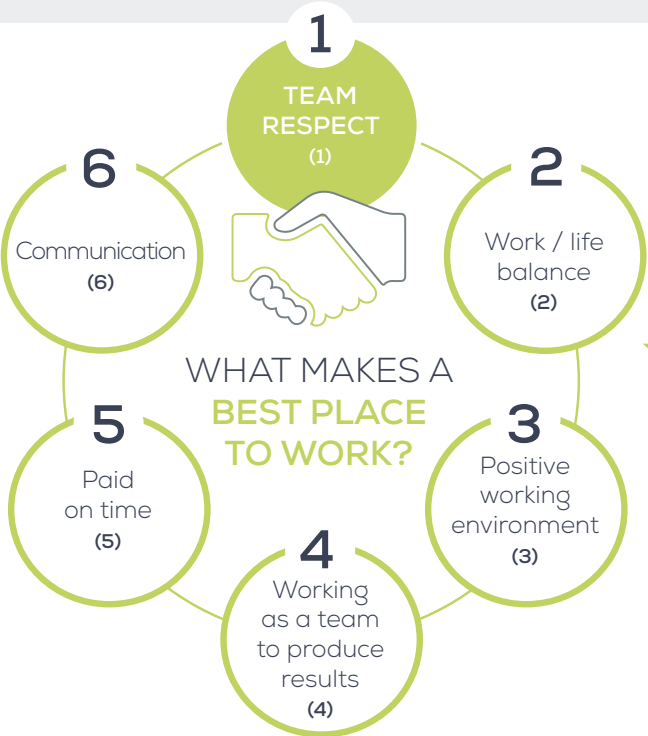 1
TEAM
RESPECT
(1)
2
Work / life
balance
(2)
3
Positive
working
environment
(3)
4
Working
as a team
to produce
results
(4)
5
Paid
on time
(5)
6
Communication
(6)
WHAT MAKES A
BEST PLACE
TO WORK?